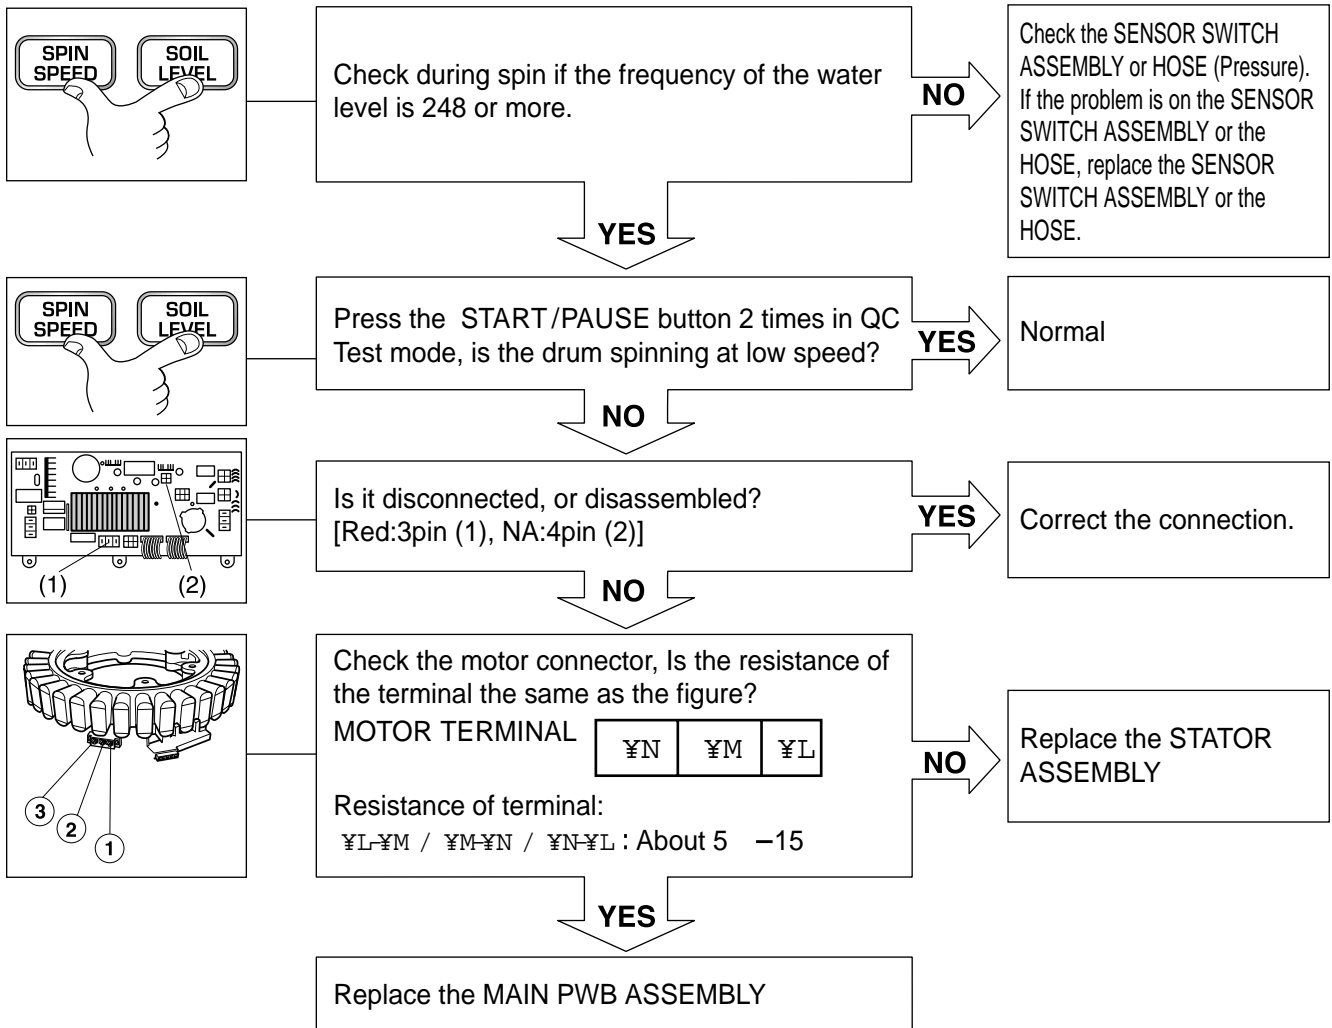 SPIN
SPEED
SOIL
LEVEL
Check during spin if the frequency of the water
level is 248 or more.
NO
Check the SENSOR SWITCH
ASSEMBLY or HOSE (Pressure).
If the problem is on the SENSOR
SWITCH ASSEMBLY or the
HOSE, replace the SENSOR
SWITCH ASSEMBLY or the
HOSE.
YES
SPIN
SPEED
SOIL
LEVEL
Press the START/PAUSE button 2 times in QC
Test mode, is the drum spinning at low speed?
YES
Normal
NO
(1)
(2)
Is it disconnected, or disassembled?
[Red:3pin (1), NA:4pin (2)]
YES
Correct the connection.
NO
3
2
1
Check the motor connector, Is the resistance of
the terminal the same as the figure?
MOTOR TERMINAL
¥N ¥M ¥L
Resistance of terminal:
¥L-¥M / ¥M-¥N / ¥N-¥L : About 5 –15
NO
Replace the STATOR
ASSEMBLY
YES
Replace the MAIN PWB ASSEMBLY